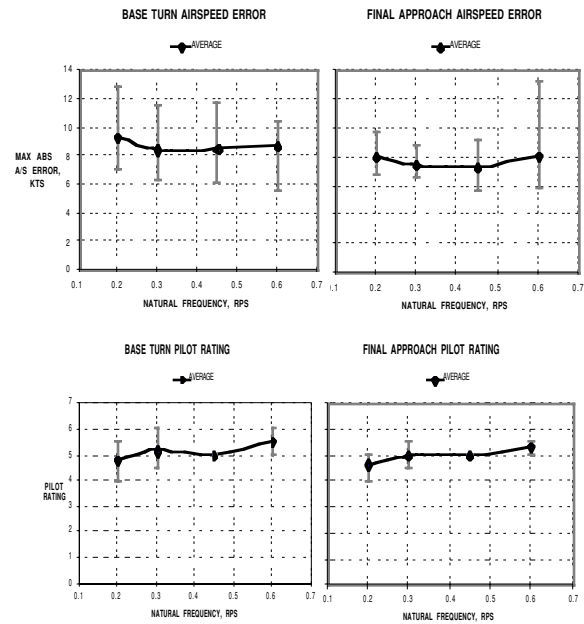 BASE TURN AIRSPEED ERROR
AVERAGE
14
12
10
8
6
4
2
0
MAX ABS
A/S ERROR,
KTS
0.1 0.2 0.3 0.4 0.5 0.6 0.7
NATURAL FREQUENCY, RPS
FINAL APPROACH AIRSPEED ERROR
AVERAGE
.1 0.2 0.3 0.4 0.5 0.6 0.7
NATURAL FREQUENCY, RPS
BASE TURN PILOT RATING
AVERAGE
7
6
5
4
3
2
1
0
PILOT
RATING
0.1 0.2 0.3 0.4 0.5 0.6 0.7
NATURAL FREQUENCY, RPS
FINAL APPROACH PILOT RATING
AVERAGE
0.1 0.2 0.3 0.4 0.5 0.6 0.7
NATURAL FREQUENCY, RPS